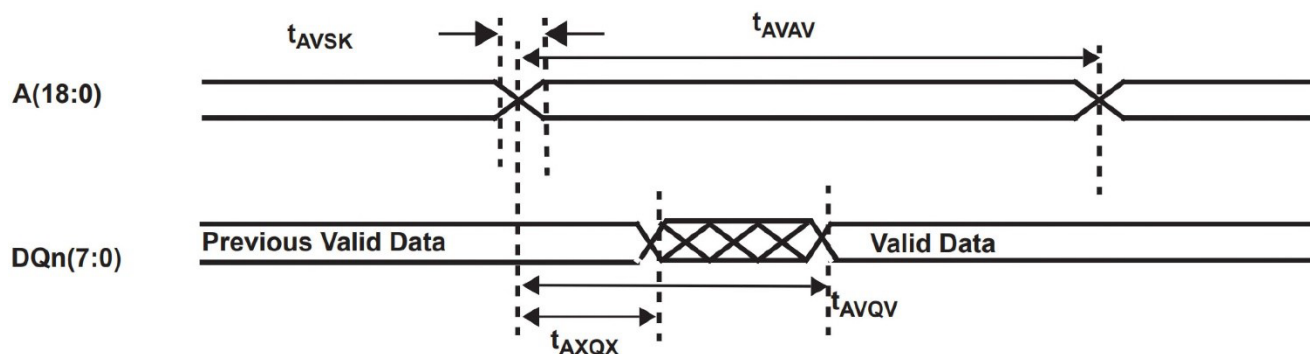 tAVSK
tAVAV
A(18:0)
Previous Valid Data
Valid Data
DQn(7:0)
tAVQV
tAXQX